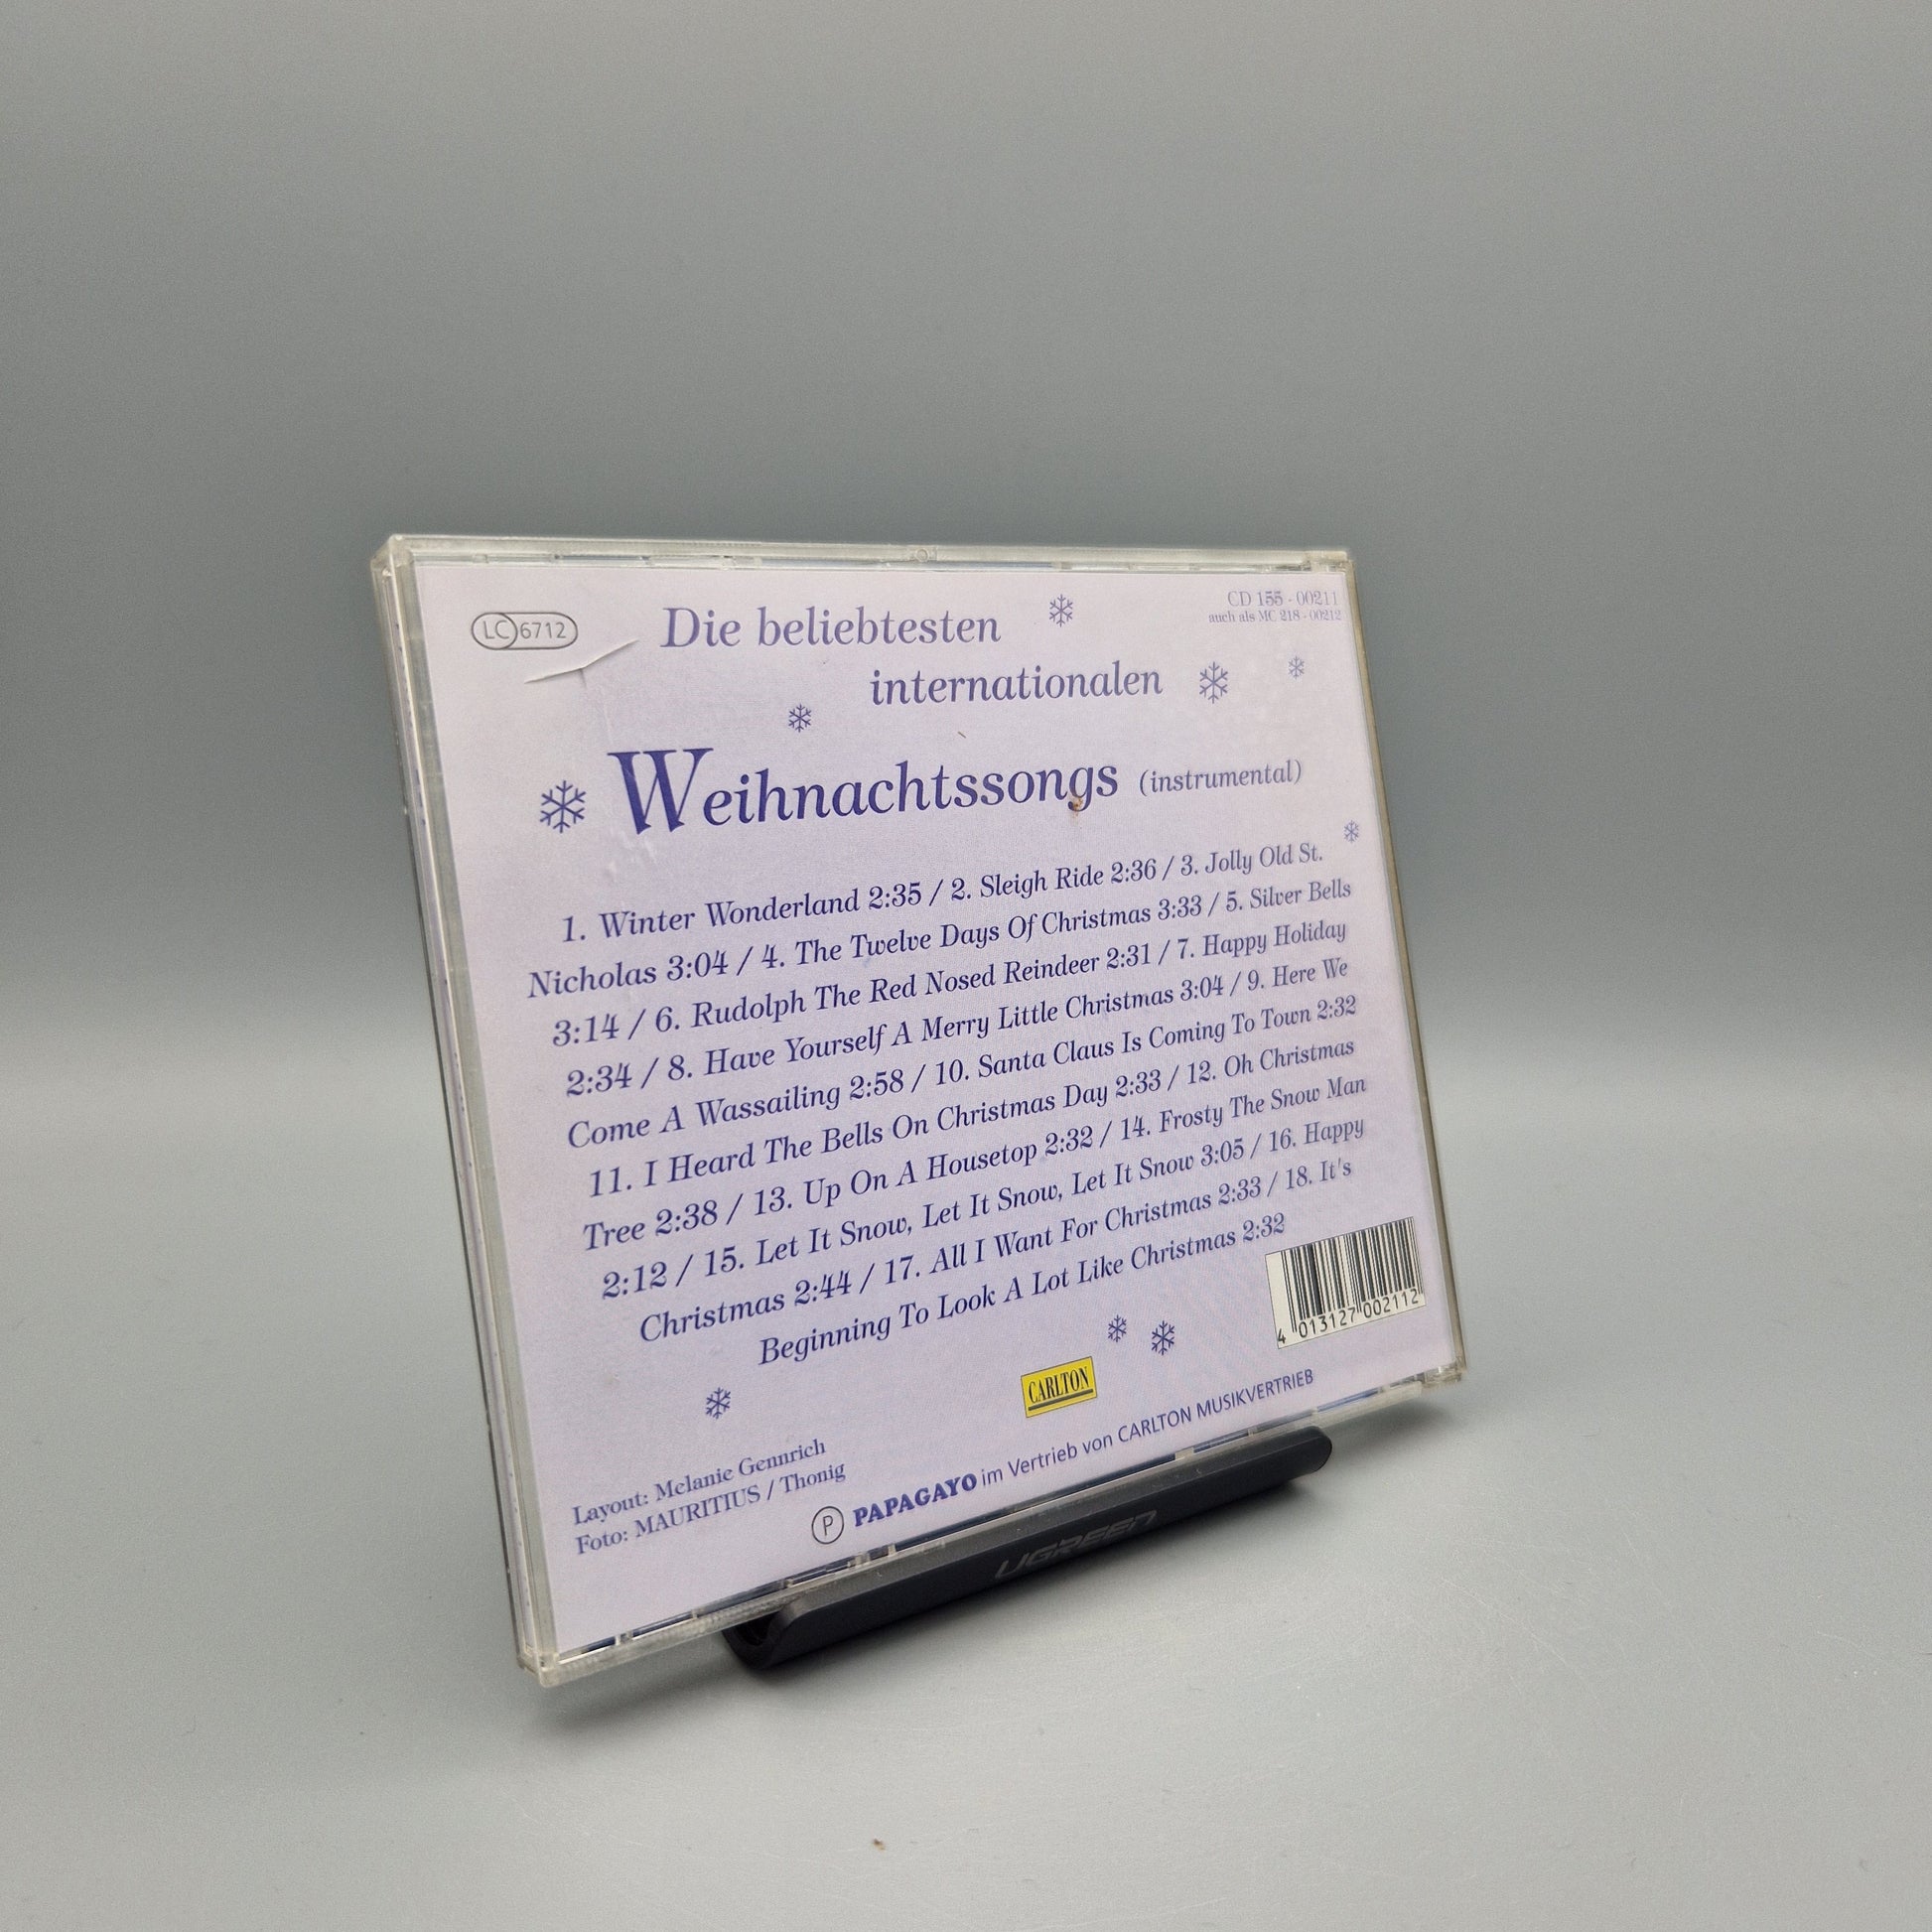 LC 6712
CD 155 - 00211
auch als MC 218 - 00212
Die beliebtesten
internationalen
Weihnachtssongs (instrumental)
1. Winter Wonderland 2:35 / 2. Sleigh Ride 2:36 / 3. Jolly Old St.
Nicholas 3:04 / 4. The Twelve Days Of Christmas 3:33 / 5. Silver Bells
3:14 / 6. Rudolph The Red Nosed Reindeer 2:31 / 7. Happy Holiday
2:34 / 8. Have Yourself A Merry Little Christmas 3:04 / 9. Here We
Come A Wassailing 2:58 / 10. Santa Claus Is Coming To Town 2:32
11. I Heard The Bells On Christmas Day 2:33 / 12. Oh Christmas
Tree 2:38 / 13. Up On A Housetop 2:32 / 14. Frosty The Snow Man
2:12 / 15. Let It Snow, Let It Snow, Let It Snow 3:05 / 16. Happy
Christmas 2:44 / 17. All I Want For Christmas 2:33 / 18. It's
Beginning To Look A Lot Like Christmas 2:32
4 013127 002112
CARLTON
Layout: Melanie Gennrich
Foto: MAURITIUS / Thonig
P PAPAGAYO im Vertrieb von CARLTON MUSIKVERTRIEB
UGREEN